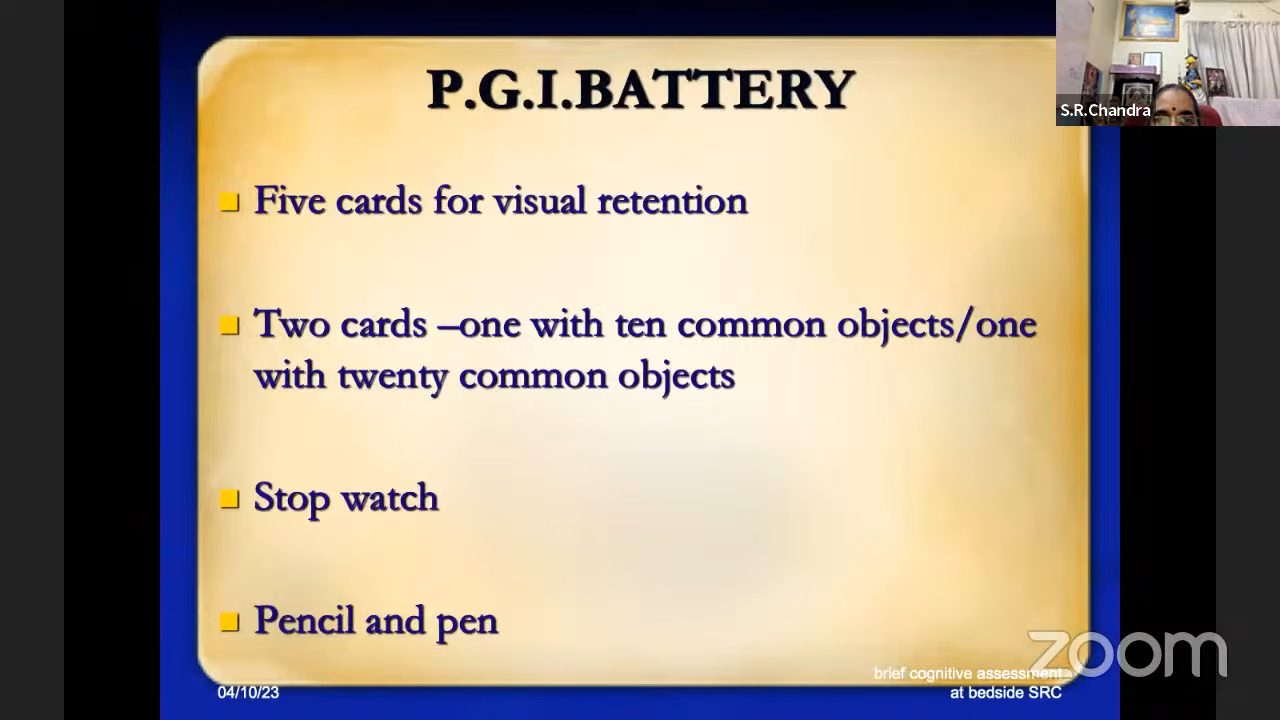 P.G.I.BATTERY
S.R.Chandra
Five cards for visual retention
Two cards –one with ten common objects/one
with twenty common objects
Stop watch
Pencil and pen
zoom
brief cognitive assessment
04/10/23
at bedside SRC